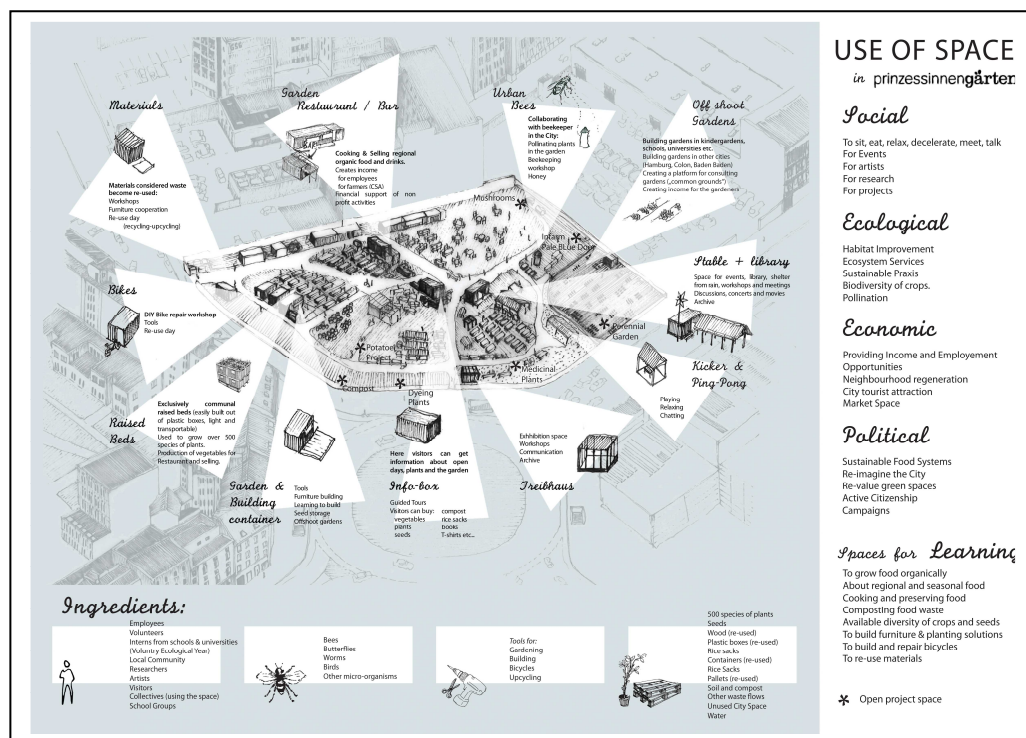 USE OF SPACE
in prinzessinnengärten
Materials
Materials considered waste
become re-used:
Workshops
Furniture cooperation
Re-use day
(recycling-upcycling)
Garden
Restaurant / Bar
Cooking & Selling regional
organic food and drinks.
Creates income
for employees
for farmers (CSA)
Financial support of non
profit activities
Urban
Bees
Collaborating
with beekeeper
in the City:
Pollinating plants
in the garden
Beekeeping
workshop
Honey
Off shoot
Gardens
Building gardens in kindergardens,
schools, universities etc.
Building gardens in other cities
(Hamburg, Colon, Baden Baden)
Creating a platform for consulting
gardens („common grounds")
Creating income for the gardeners
Mushrooms
Intarm
Pale BLue Door
Stable + library
Space for events, library, shelter
from rain, workshops and meetings
Discussions, concerts and movies
Archive
Bikes
DIY Bike repair workshop
Tools
Re-use day
Perennial
Garden
Potatoe
Project
Compost
Dyeing
Plants
Medicinal
Plants
Kicker &
Ping-Pong
Playing
Relaxing
Chatting
Raised
Beds
Exclusively communal
raised beds (easily built out
of plastic boxes, light and
transportable)
Used to grow over 500
species of plants.
Production of vegetables for
Restaurant and selling.
Garden &
Building
container
Tools
Furniture building
Learning to build
Seed storage
Offshoot gardens
Here visitors can get
information about open
days, plants and the garden
Info-box
Guided Tours
Visitors can buy:
vegetables
plants
seeds
compost
rice sacks
books
T-shirts etc...
Exhhibition space
Workshops
Communication
Archive
Treibhaus
Social
To sit, eat, relax, decelerate, meet, talk
For Events
For artists
For research
For projects
Ecological
Habitat Improvement
Ecosystem Services
Sustainable Praxis
Biodiversity of crops.
Pollination
Economic
Providing Income and Employement
Opportunities
Neighbourhood regeneration
City tourist attraction
Market Space
Political
Sustainable Food Systems
Re-imagine the City
Re-value green spaces
Active Citizenship
Campaigns
Spaces for Learning
To grow food organically
About regional and seasonal food
Cooking and preserving food
Composting food waste
Available diversity of crops and seeds
To build furniture & planting solutions
To build and repair bicycles
To re-use materials
Open project space
Ingredients:
Employees
Volunteers
Interns from schools & universities
(Voluntry Ecological Year)
Local Community
Researchers
Artists
Visitors
Collectives (using the space)
School Groups
Bees
Butterflies
Worms
Birds
Other micro-organisms
Tools for:
Gardening
Building
Bicycles
Upcycling
500 species of plants
Seeds
Wood (re-used)
Plastic boxes (re-used)
Rice sacks
Containers (re-used)
Rice Sacks
Pallets (re-used)
Soil and compost
Other waste flows
Unused City Space
Water